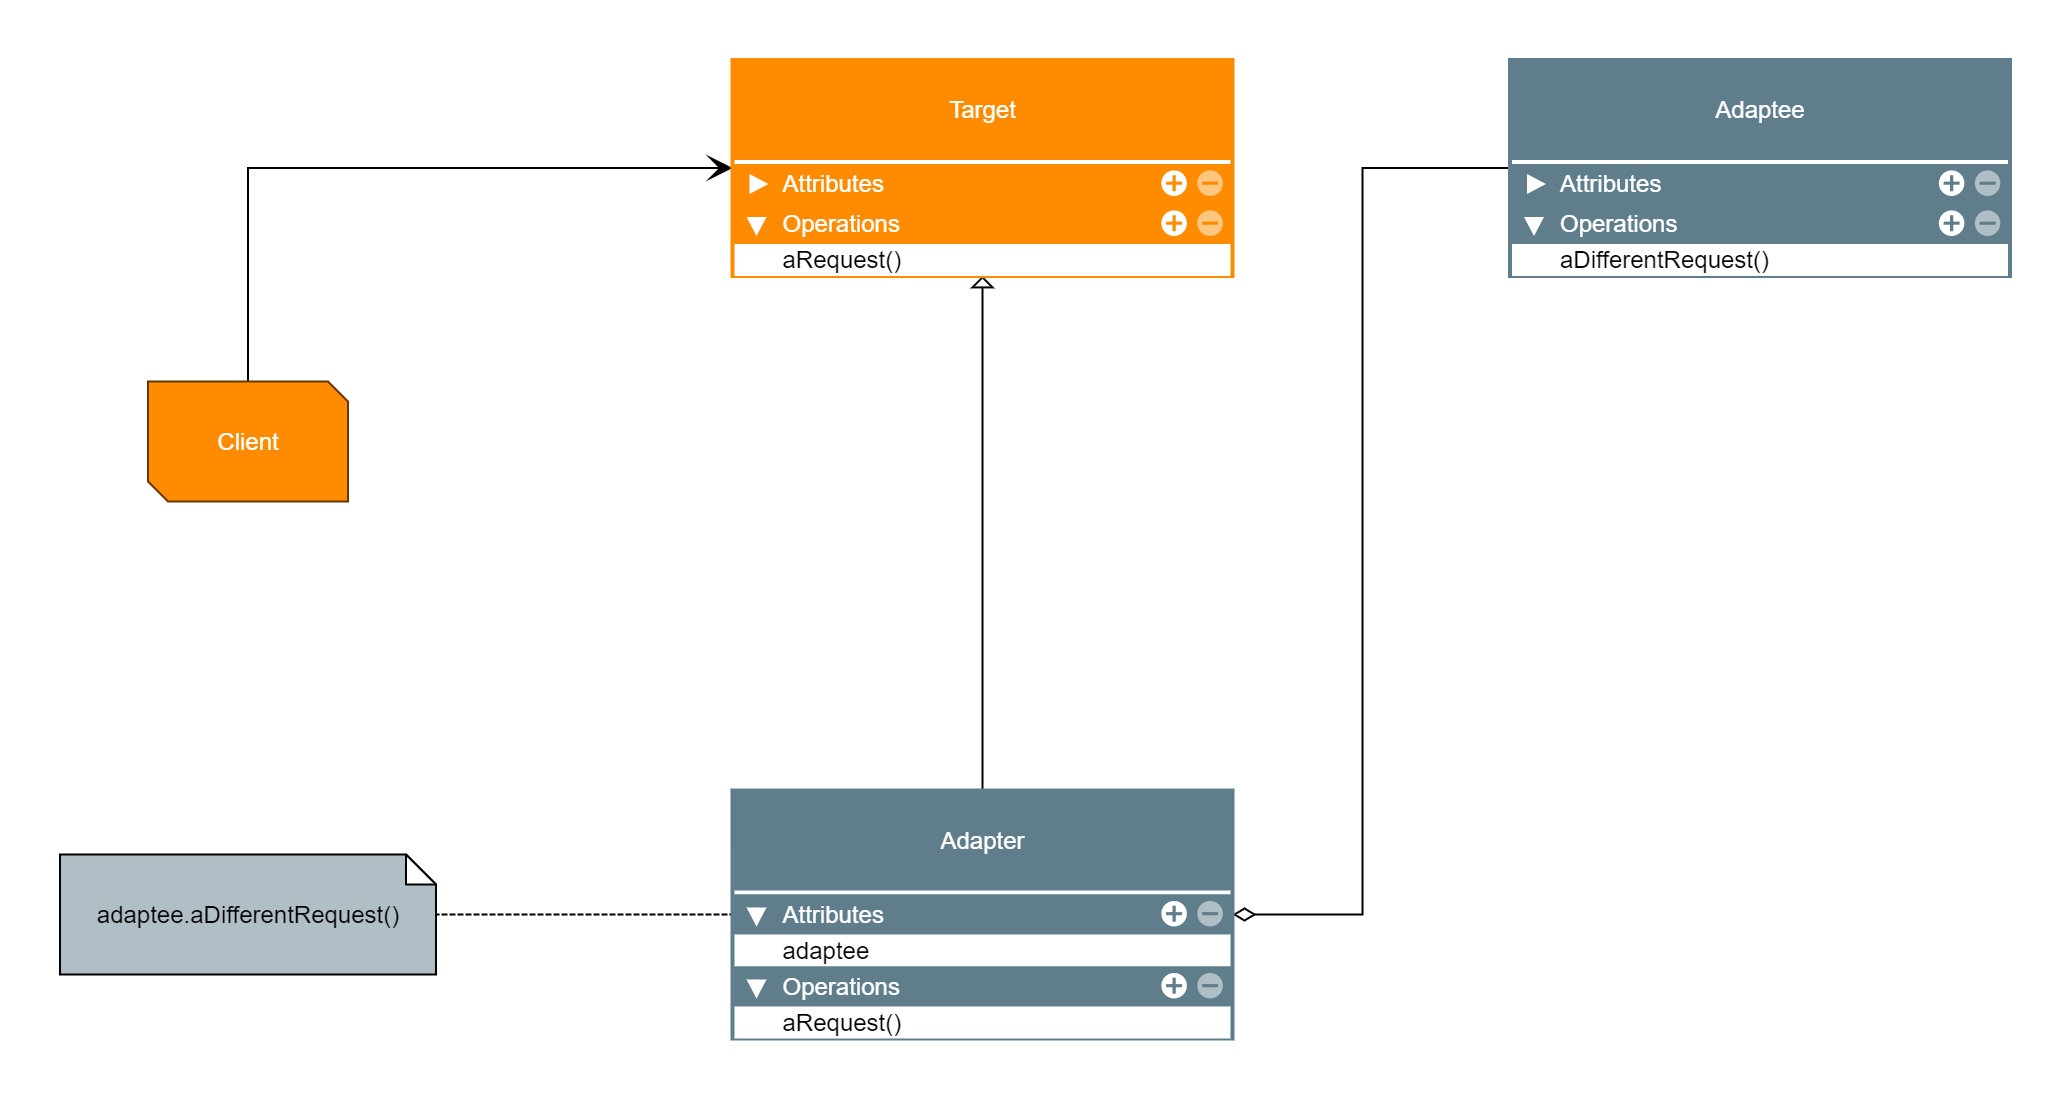 Target
Attributes
Operations
aRequest()
Adaptee
Attributes
Operations
aDifferentRequest()
Client
Adapter
Attributes
adaptee
Operations
aRequest()
adaptee.aDifferentRequest()